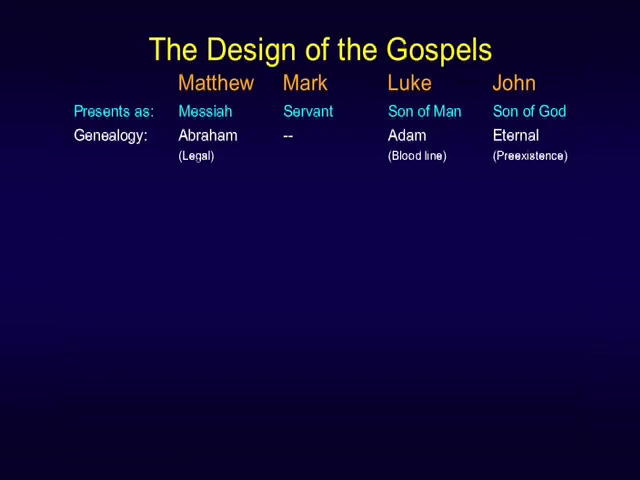 The Design of the Gospels
Matthew Mark Luke John
Presents as: Messiah Servant Son of Man Son of God
Genealogy: Abraham -- Adam Eternal
(Legal) (Blood line) (Preexistence)